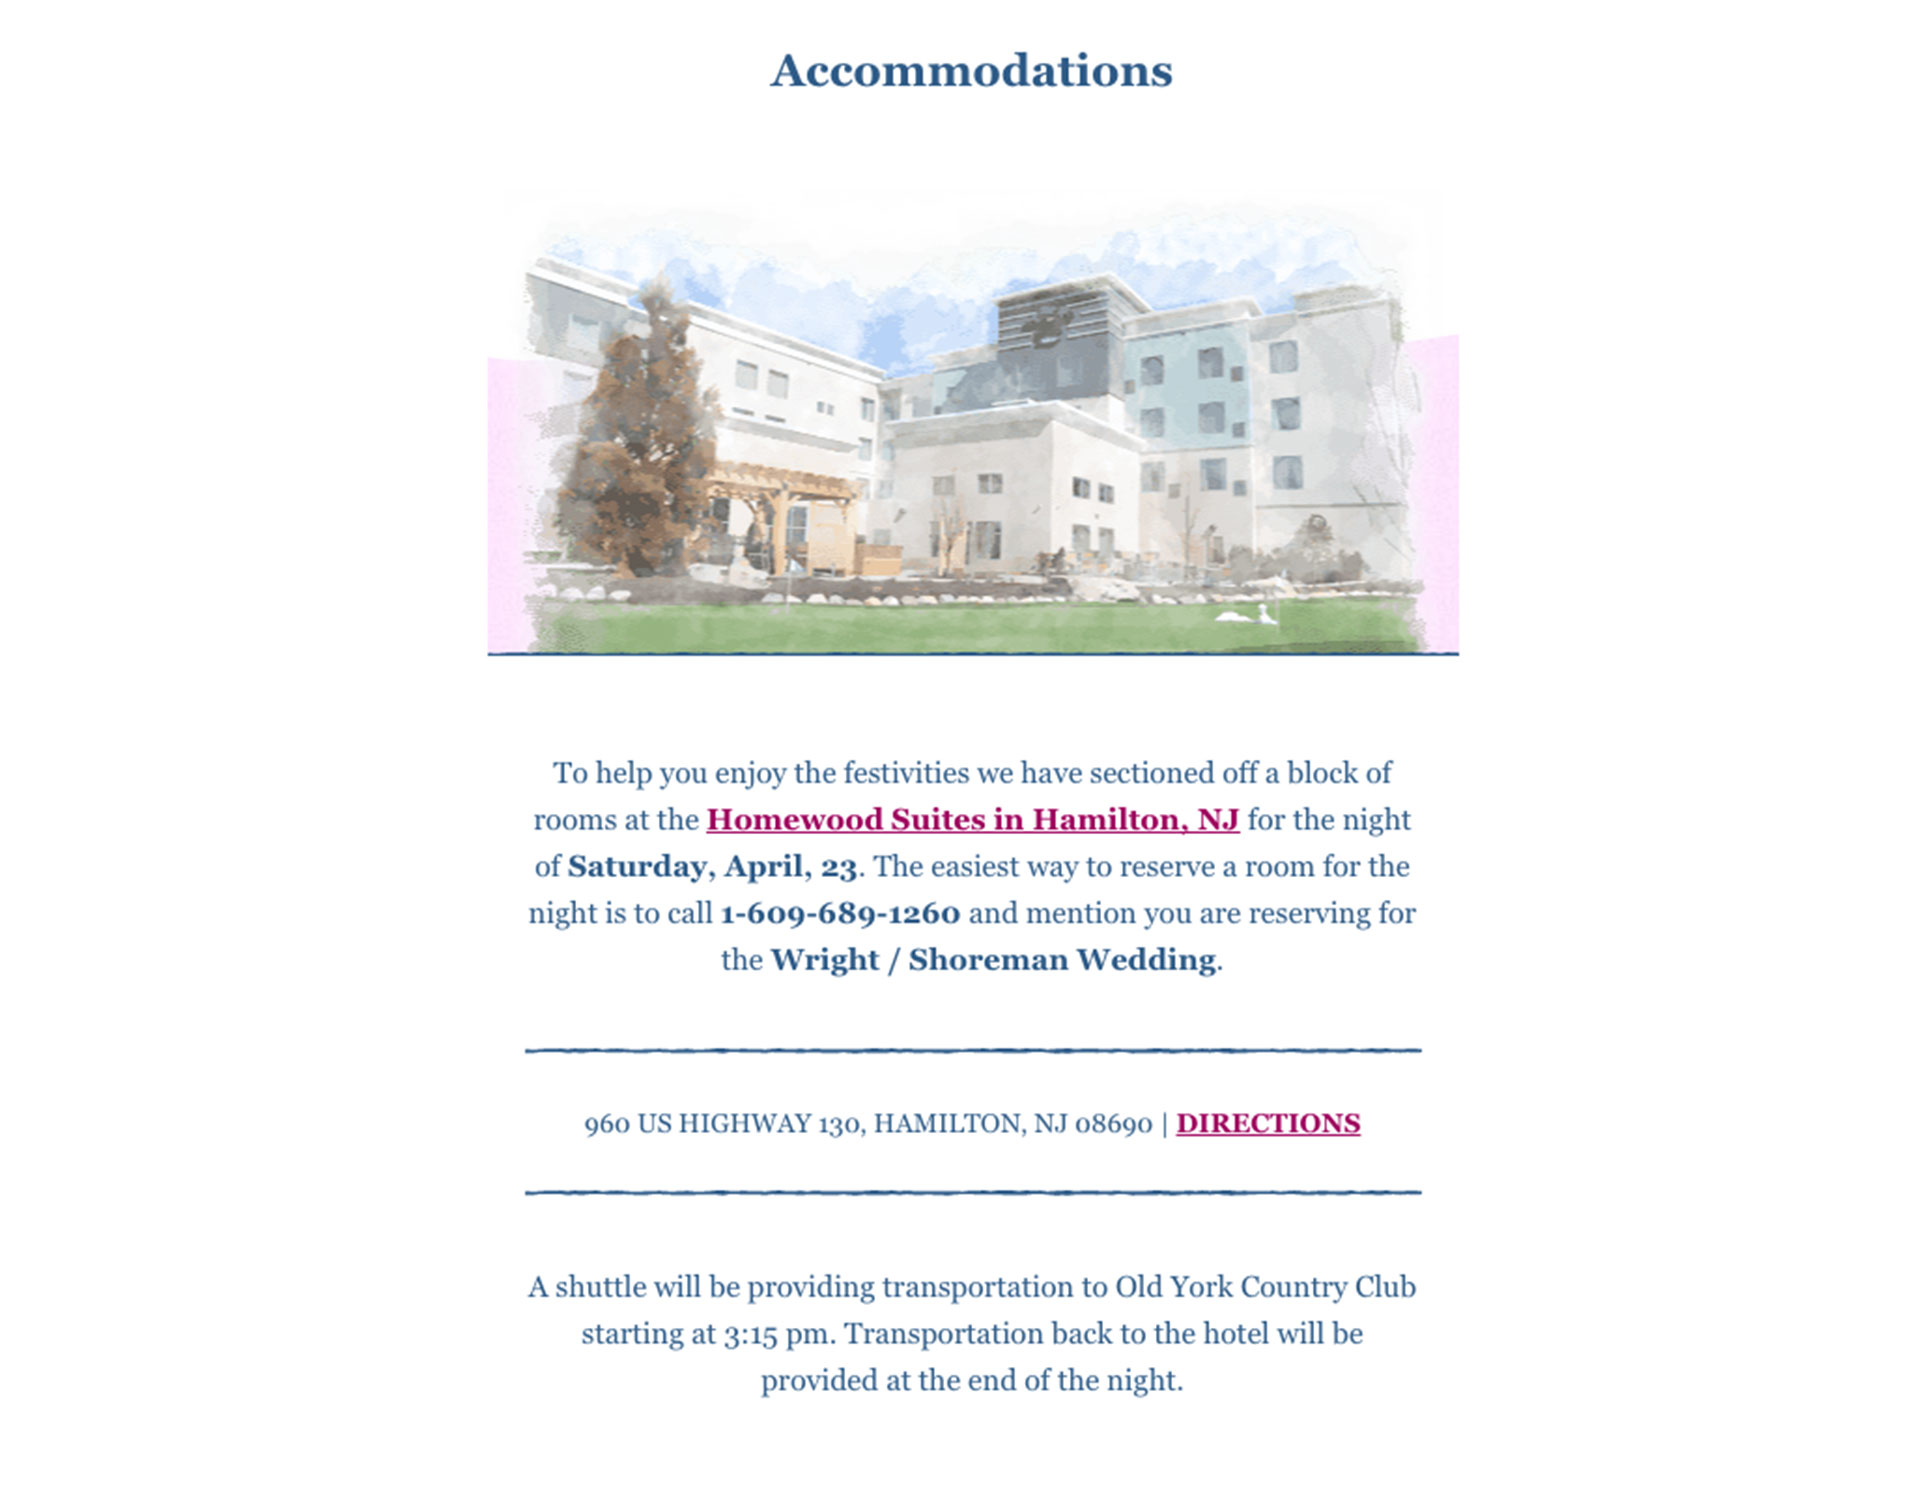 Accommodations
To help you enjoy the festivities we have sectioned off a block of
rooms at the Homewood Suites in Hamilton, NJ for the night
of Saturday, April, 23. The easiest way to reserve a room for the
night is to call 1-609-689-1260 and mention you are reserving for
the Wright / Shoreman Wedding.
960 US HIGHWAY 130, HAMILTON, NJ 08690 | DIRECTIONS
A shuttle will be providing transportation to Old York Country Club
starting at 3:15 pm. Transportation back to the hotel will be
provided at the end of the night.